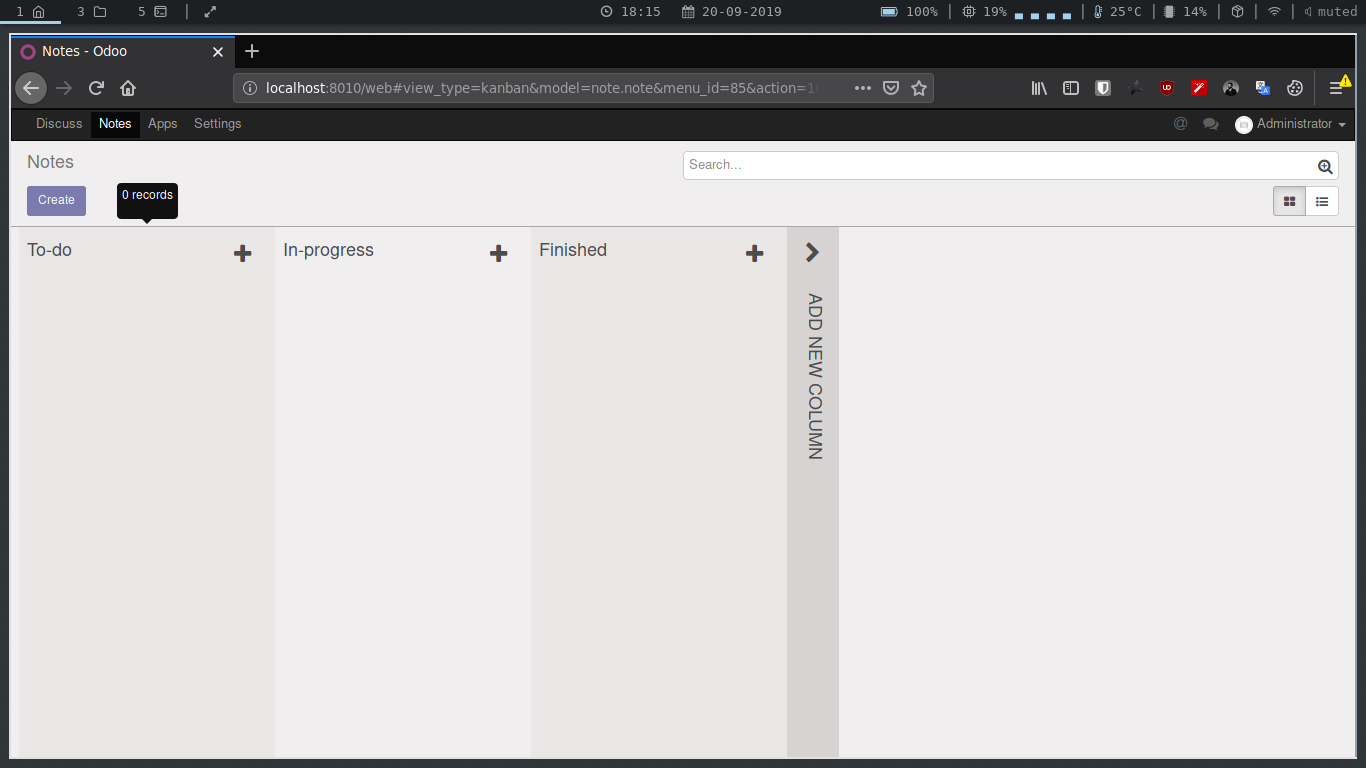 1 3 5 18:15 20-09-2019 100% 19% 25°C 14% muted
Notes - Odoo
localhost:8010/web#view_type=kanban&model=note.note&menu_id=85&action=1
Discuss Notes Apps Settings @ Administrator
Notes Search...
Create 0 records
To-do In-progress Finished
ADD NEW COLUMN